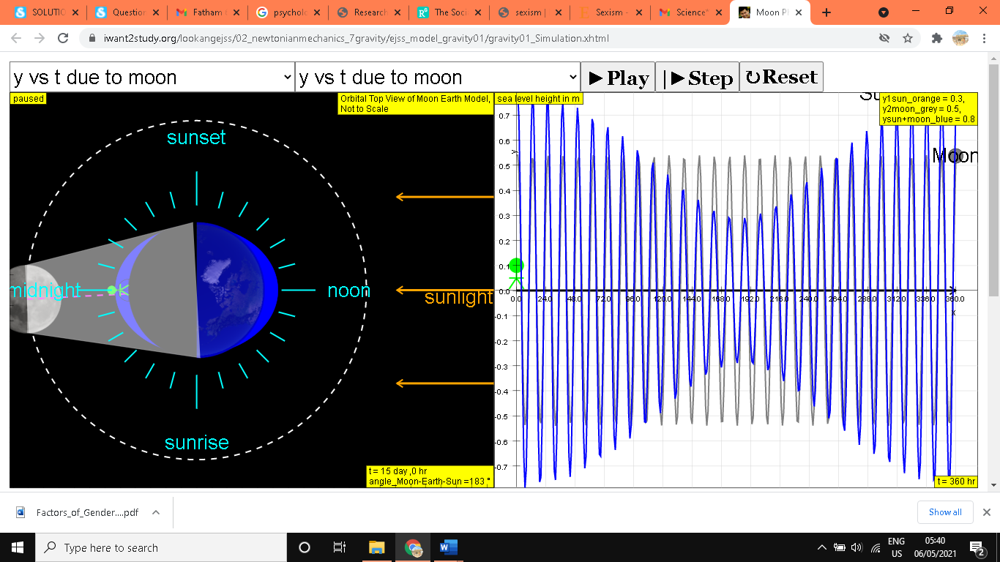 SOLUTIC
Question
Fatham
psycholo
Research
The Soci
sexism |
Sexism -
Science*
Moon Ph
iwant2study.org/lookangejss/02_newtonianmechanics_7gravity/ejss_model_gravity01/gravity01_Simulation.xhtml
y vs t due to moon
y vs t due to moon
►Play
|►Step
↻Reset
paused
Orbital Top View of Moon Earth Model,
Not to Scale
sunset
midnight
K
noon
sunlight
sunrise
t = 15 day ,0 hr
angle_Moon-Earth-Sun =183 °
sea level height in m
y1sun_orange = 0.3,
y2moon_grey = 0.5,
ysun+moon_blue = 0.8
Moon
y
0.7
0.6
0.5
0.4
0.3
0.2
0.1
0.0
-0.1
-0.2
-0.3
-0.4
-0.5
-0.6
-0.7
0.0 24.0 48.0 72.0 96.0 120.0 144.0 168.0 192.0 216.0 240.0 264.0 288.0 312.0 336.0 360.0
x
t = 360 hr
Factors_of_Gender....pdf
Show all
Type here to search
ENG
US
05:40
06/05/2021
2